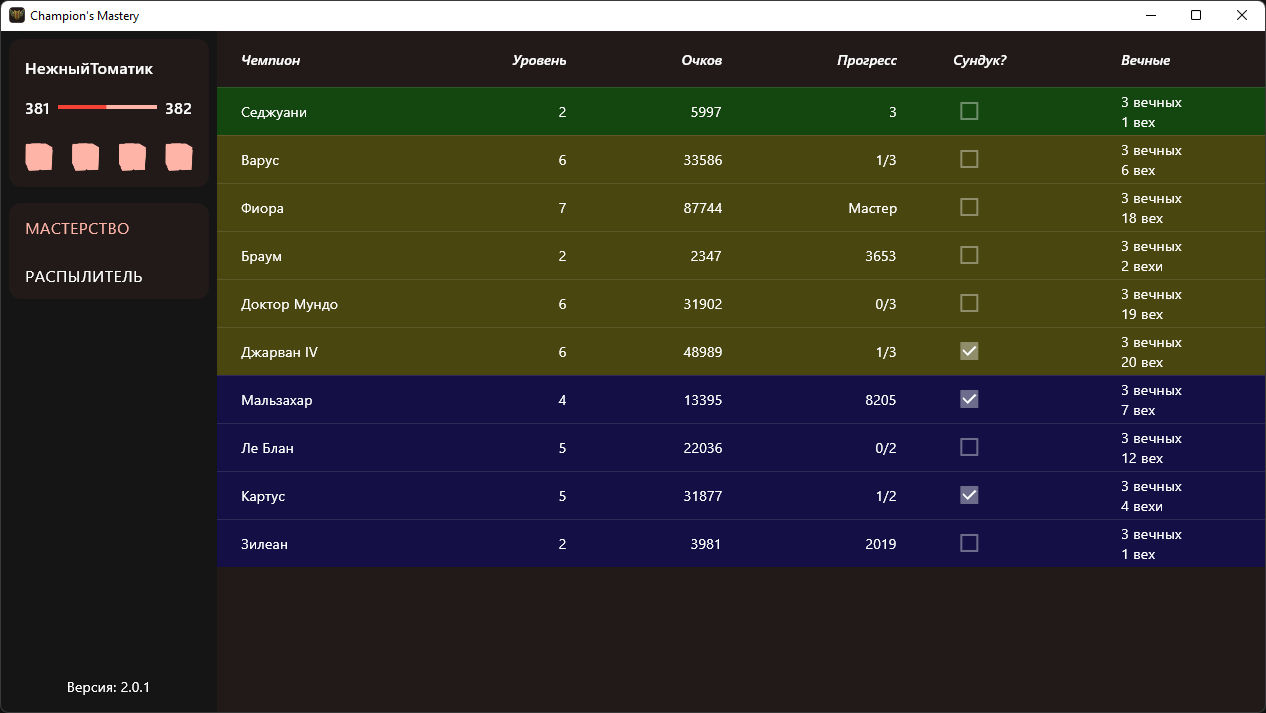 Champion's Mastery
НежныйТоматик
381 382
МАСТЕРСТВО
РАСПЫЛИТЕЛЬ
Версия: 2.0.1
Чемпион Уровень Очков Прогресс Сундук? Вечные
Седжуани 2 5997 3 3 вечных
1 вех
Варус 6 33586 1/3 3 вечных
6 вех
Фиора 7 87744 Мастер 3 вечных
18 вех
Браум 2 2347 3653 3 вечных
2 вехи
Доктор Мундо 6 31902 0/3 3 вечных
19 вех
Джарван IV 6 48989 1/3 3 вечных
20 вех
Мальзахар 4 13395 8205 3 вечных
7 вех
Ле Блан 5 22036 0/2 3 вечных
12 вех
Картус 5 31877 1/2 3 вечных
4 вехи
Зилеан 2 3981 2019 3 вечных
1 вех